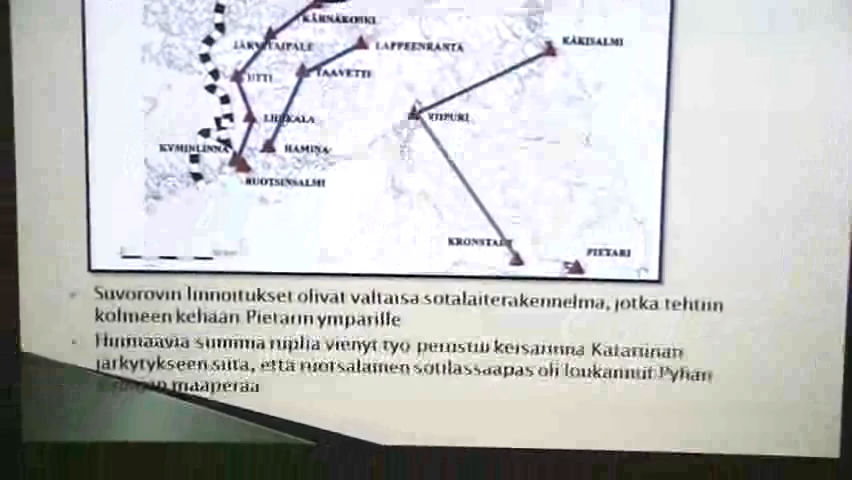 KÄRNÄKOSKI
JÄRVITAIPALE
LAPPEENRANTA
KÄKISALMI
UTTI
TAAVETTI
LIIKKALA
VIIPURI
KYMINLINNA
HAMINA
RUOTSINSALMI
KRONSTADT
PIETARI
Suvorovin linnoitukset olivat valtaisa sotalaiterakennelma, jotka tehtiin
kolmeen kehään Pietarin ympärille
Huimaavia summia ruplia vienyt työ perustui keisarinna Katariinan
järkytykseen siitä, että ruotsalainen sotilassaapas oli loukannut Pyhän
maaperää